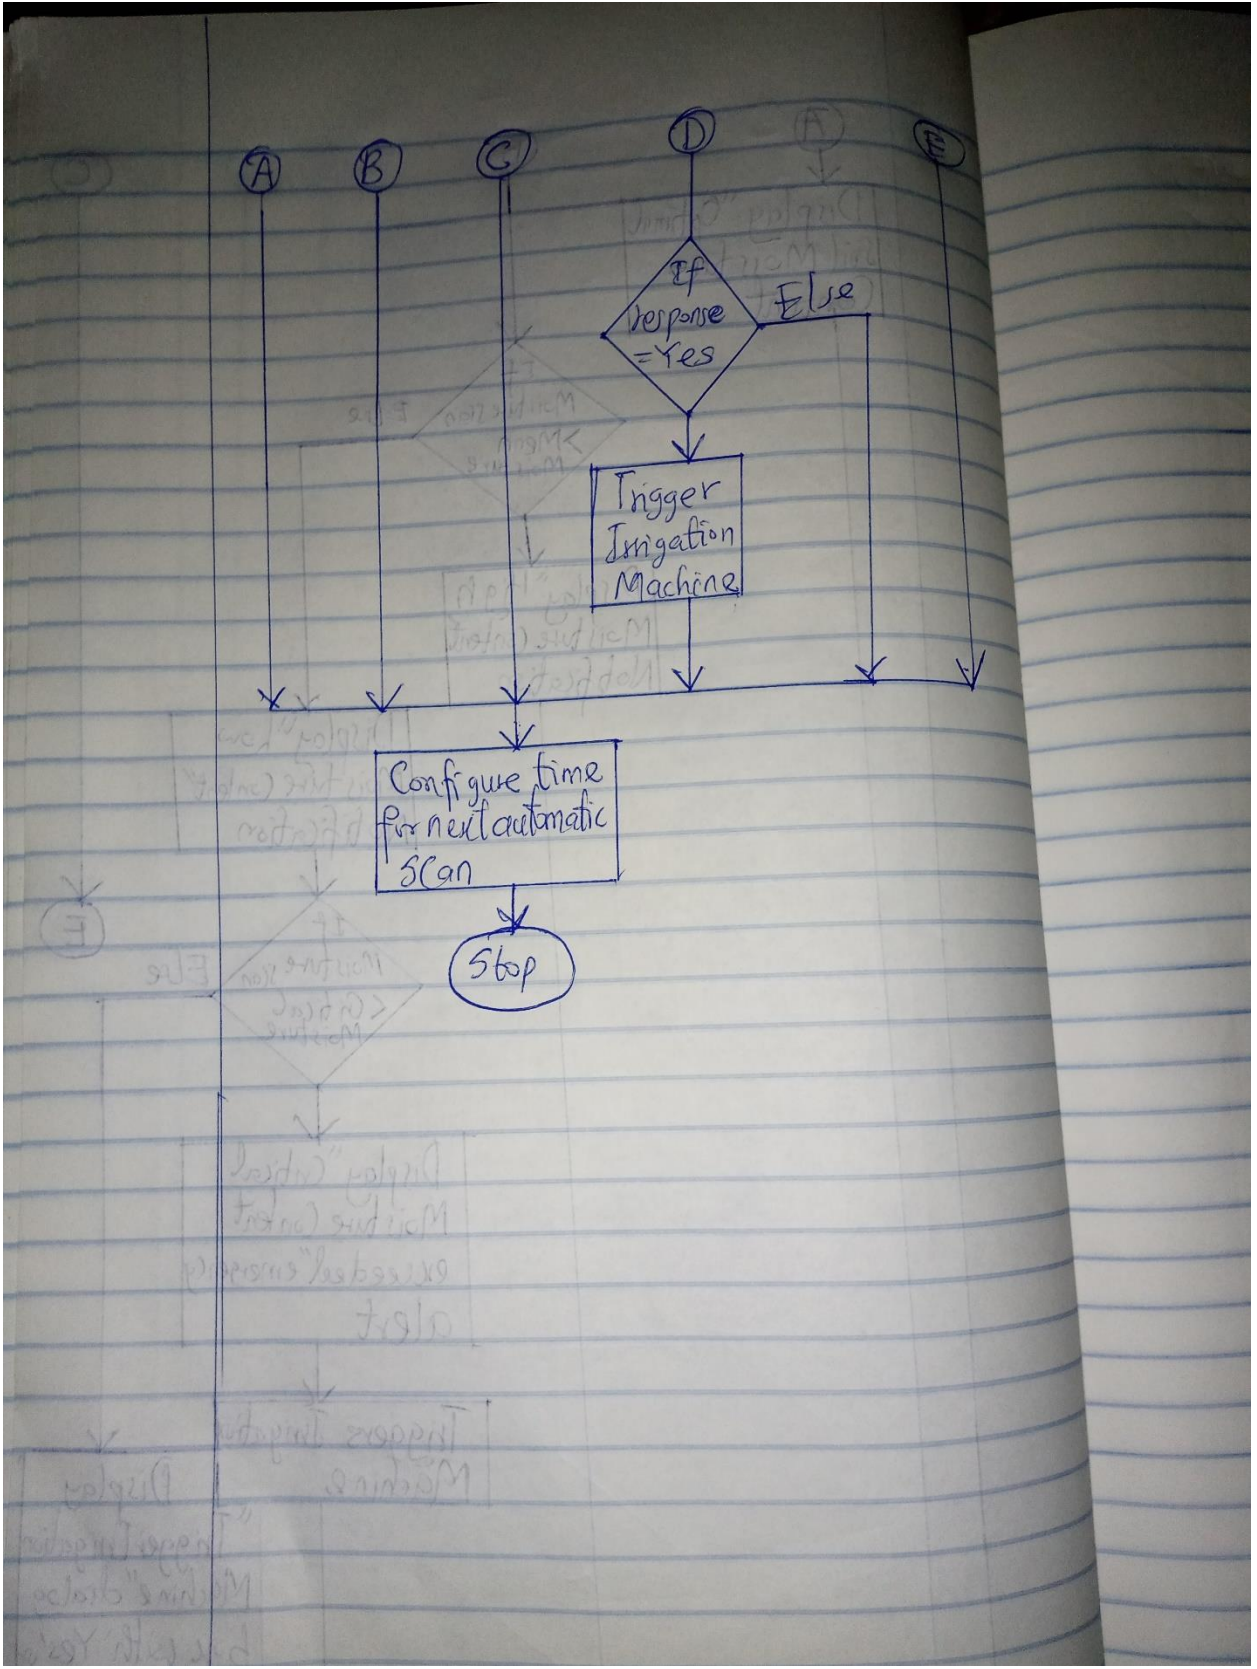 A
B
C
D
E
If
response
=Yes
Else
Trigger
Irrigation
Machine
Configure time
for next automatic
Scan
Stop